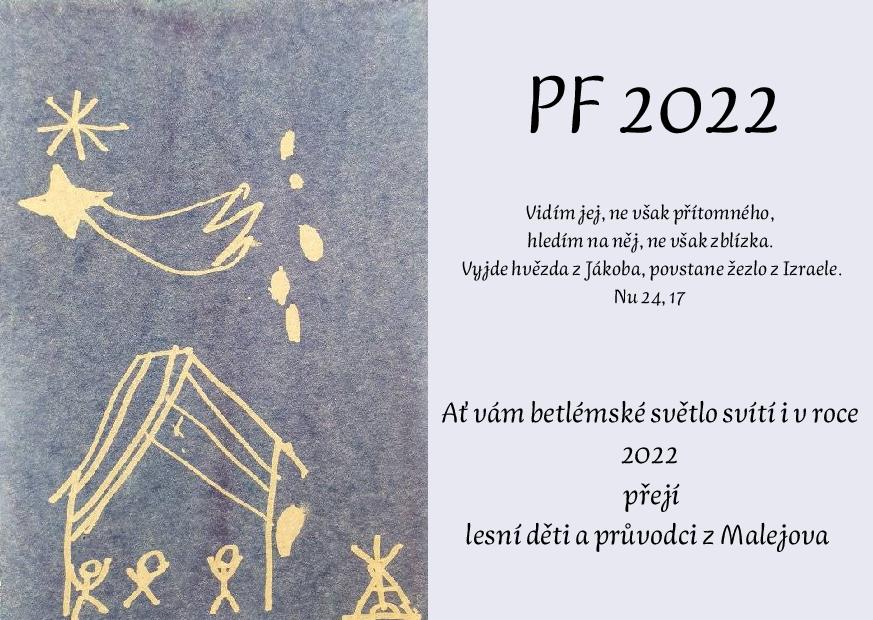 PF 2022
Vidím jej, ne však přítomného,
hledím na něj, ne však zblízka.
Vyjde hvězda z Jákoba, povstane žezlo z Izraele.
Nu 24, 17
Ať vám betlémské světlo svítí i v roce
2022
přejí
lesní děti a průvodci z Malejova